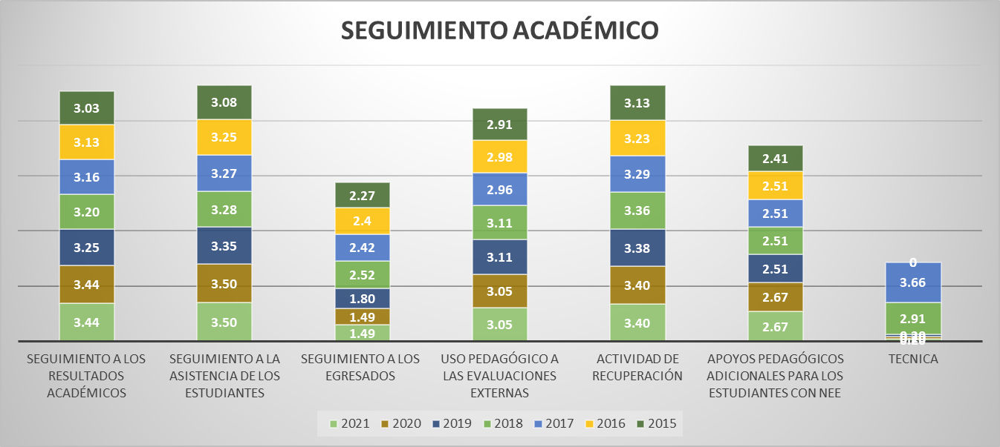 SEGUIMIENTO ACADÉMICO
3.03
3.13
3.16
3.20
3.25
3.44
3.44
3.08
3.25
3.27
3.28
3.35
3.50
3.50
2.27
2.4
2.42
2.52
1.80
1.49
1.49
2.91
2.98
2.96
3.11
3.11
3.05
3.05
3.13
3.23
3.29
3.36
3.38
3.40
3.40
2.41
2.51
2.51
2.51
2.51
2.67
2.67
0
3.66
2.91
SEGUIMIENTO A LOS
RESULTADOS
ACADÉMICOS
SEGUIMIENTO A LA
ASISTENCIA DE LOS
ESTUDIANTES
SEGUIMIENTO A LOS
EGRESADOS
USO PEDAGÓGICO A
LAS EVALUACIONES
EXTERNAS
ACTIVIDAD DE
RECUPERACIÓN
APOYOS PEDAGÓGICOS
ADICIONALES PARA LOS
ESTUDIANTES CON NEE
TECNICA
2021 2020 2019 2018 2017 2016 2015